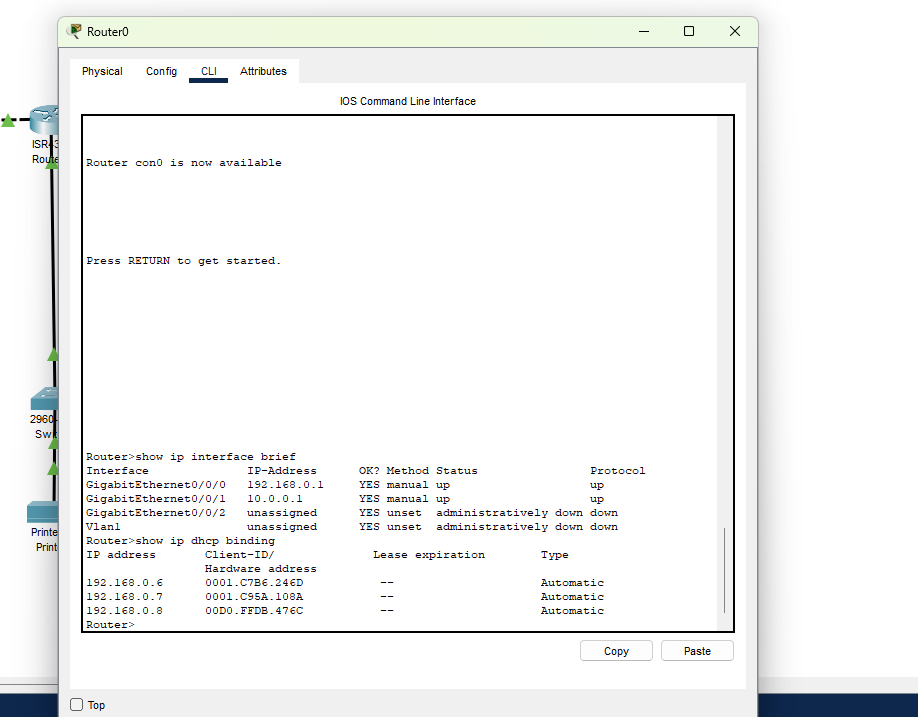 Router0
Physical Config CLI Attributes
IOS Command Line Interface
Router con0 is now available
Press RETURN to get started.
Router>show ip interface brief
Interface IP-Address OK? Method Status Protocol
GigabitEthernet0/0/0 192.168.0.1 YES manual up up
GigabitEthernet0/0/1 10.0.0.1 YES manual up up
GigabitEthernet0/0/2 unassigned YES unset administratively down down
Vlan1 unassigned YES unset administratively down down
Router>show ip dhcp binding
IP address Client-ID/ Lease expiration Type
Hardware address
192.168.0.6 0001.C7B6.246D -- Automatic
192.168.0.7 0001.C95A.108A -- Automatic
192.168.0.8 00D0.FFDB.476C -- Automatic
Router>
Copy Paste
Top
ISR43
Route
2960-
Swi
Printe
Print